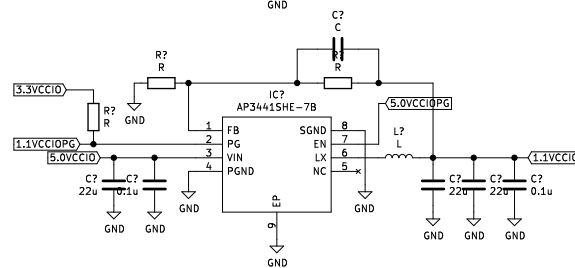 GND
C?
C
R?
R
R?
R
3.3VCCIO
GND
IC?
AP3441SHE-7B
R?
R
5.0VCCIOPG
1 FB
SGND 8
1.1VCCIOPG
2 PG
EN 7
L?
L
5.0VCCIO
3 VIN
LX 6
1.1VCCIO
4 PGND
NC 5
C?
22u
C?
0.1u
C?
22u
C?
22u
C?
0.1u
EP
9
GND
GND
GND
GND
GND
GND
GND
GND